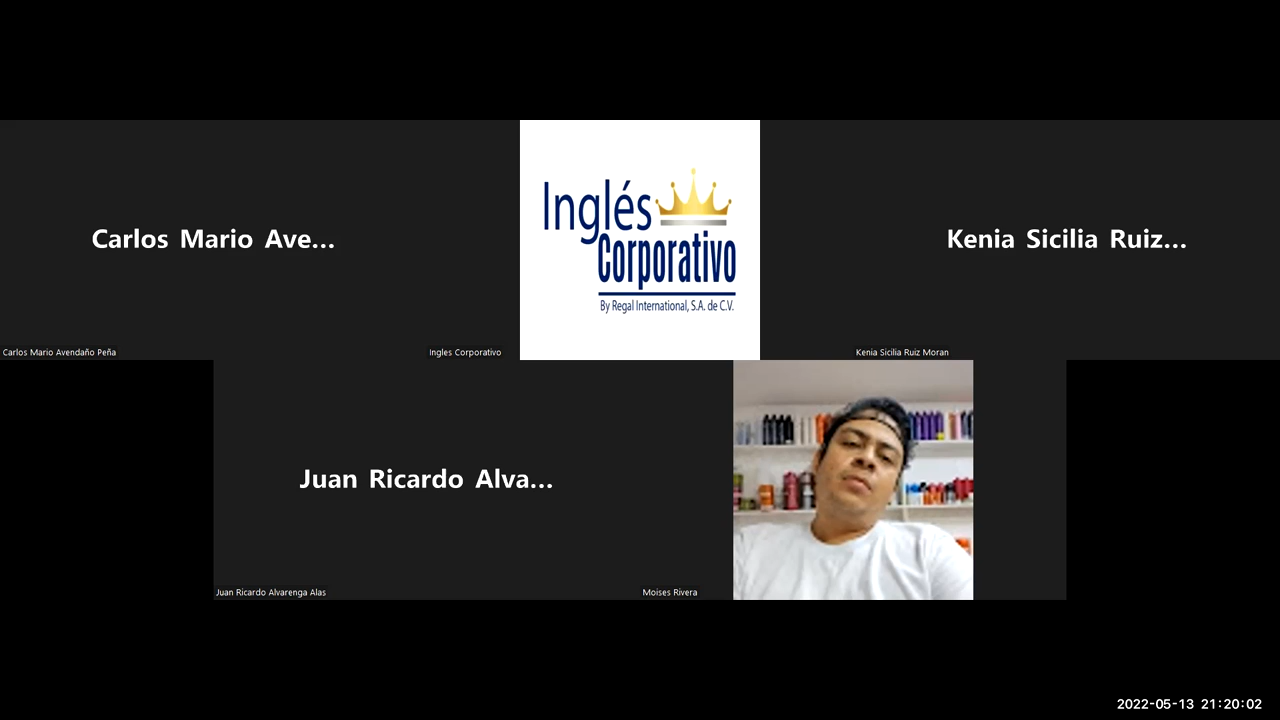 Carlos Mario Ave...
Inglés
Corporativo
By Regal International, S.A. de C.V.
Kenia Sicilia Ruiz...
Carlos Mario Avendaño Peña
Ingles Corporativo
Kenia Sicilia Ruiz Moran
Juan Ricardo Alva...
Juan Ricardo Alvarenga Alas
Moises Rivera
2022-05-13 21:20:02